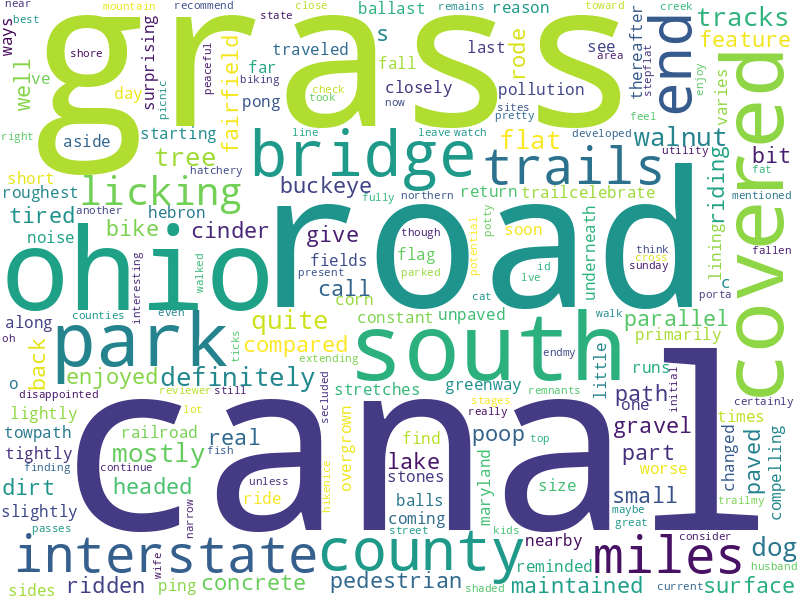 near
mountain
recommend
close
toward
remains
creek
state
ballast
reason
tracks
feature
ways
best
shore
grass
s
traveled
rode
last
see
area
end
thereafter
stepflat
varies
enjoy
surprising
peaceful
biking
far
fall
closely
pollution
well
ive
day
picnic
fairfield
check
took
now
sites
pretty
feel
covered
right
aside
starting
pong
line
leave
watch
flat
developed
walnut
tree
short
hatchery
bridge
trails
bit
utility
fat
roughest
licking
another
buckeye
fully
northern
return
trailcelebrate
mentioned
riding
lining
fallen
tired
hebron
bike
cinder
give
call
road
though
potty
potential
soon
underneath
id
think
cross
sunday
c
porta
noise
walked
interesting
fields
present
flag
parked
lve
cat
ohio
corn
along
counties
even
quite
constant
unpaved
walk
parallel
oh
back
park
compared
ticks
extending
south
endmy
primarily
o
enjoyed
definitely
stretches
greenway
little
runs
initial
certainly
disappointed
reviewer
still
secluded
stages
remnants
path
one
times
lightly
lot
overgrown
really
top
gravel
towpath
railroad
real
find
poop
changed
paved
compelling
tightly
mostly
fish
lake
part
worse
finding
continue
canal
unless
hikenice
stones
maryland
size
small
trailmy
dirt
headed
ride
balls
maybe
slightly
narrow
coming
great
passes
street
kids
nearby
consider
interstate
county
miles
dog
wife
reminded
husband
sides
ridden
ping
concrete
pedestrian
shaded
maintained
current
surface